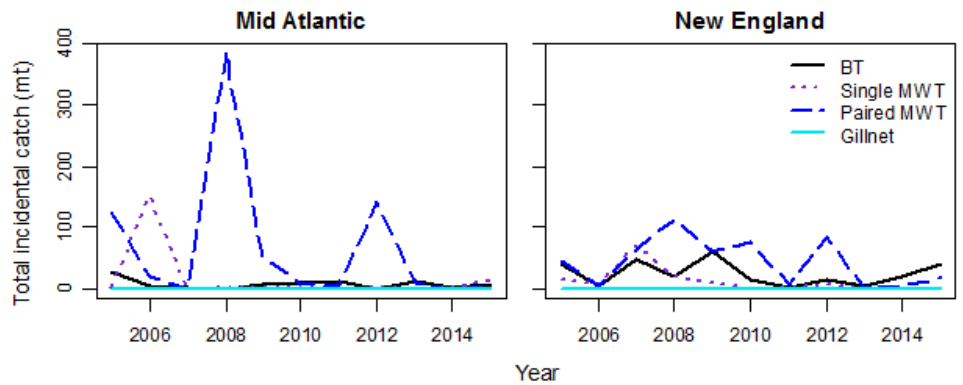 Mid Atlantic
New England
Total incidental catch (mt)
400
300
200
100
0
BT
Single MWT
Paired MWT
Gillnet
2006 2008 2010 2012 2014
2006 2008 2010 2012 2014
Year